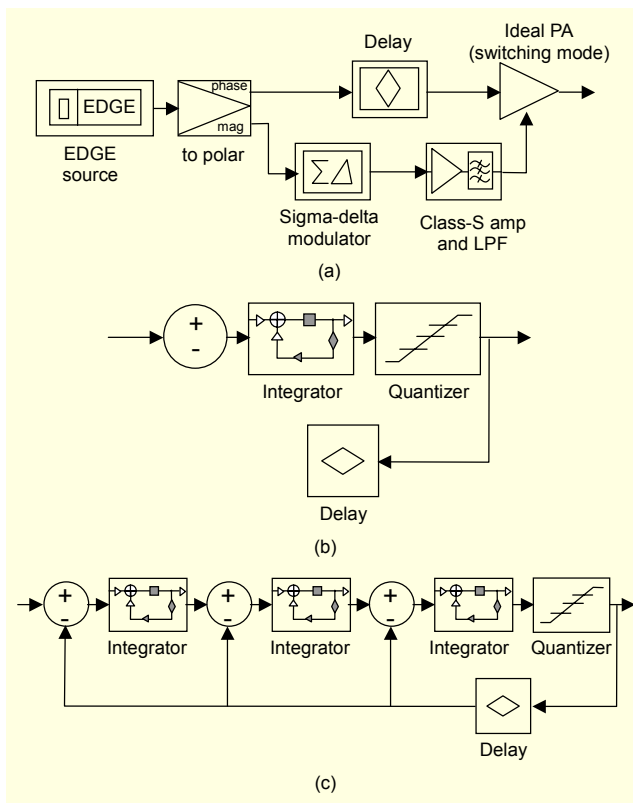 Ideal PA
(switching mode)
Delay
EDGE
phase
mag
EDGE
source
to polar
ΣΔ
Sigma-delta
modulator
Class-S amp
and LPF
(a)
+
-
Integrator
Quantizer
Delay
(b)
+
-
+
-
+
-
Integrator
Integrator
Integrator
Quantizer
Delay
(c)